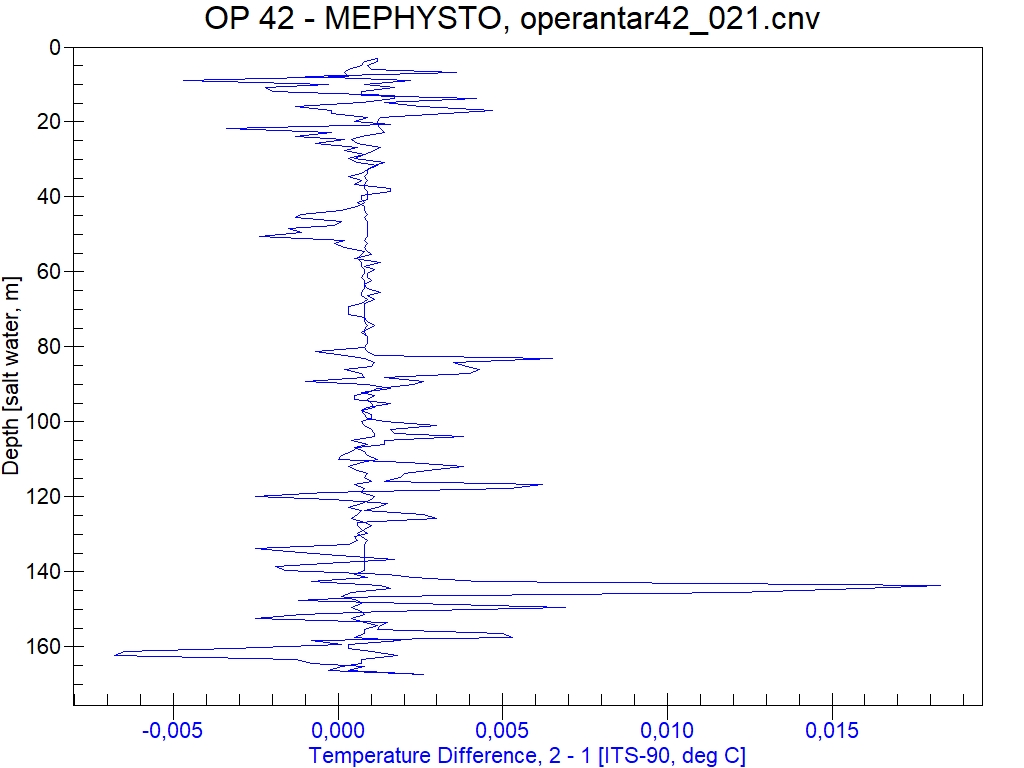 OP 42 - MEPHYSTO, operantar42_021.cnv
0
20
40
60
80
100
120
140
160
Depth [salt water, m]
-0,005 0,000 0,005 0,010 0,015
Temperature Difference, 2 - 1 [ITS-90, deg C]